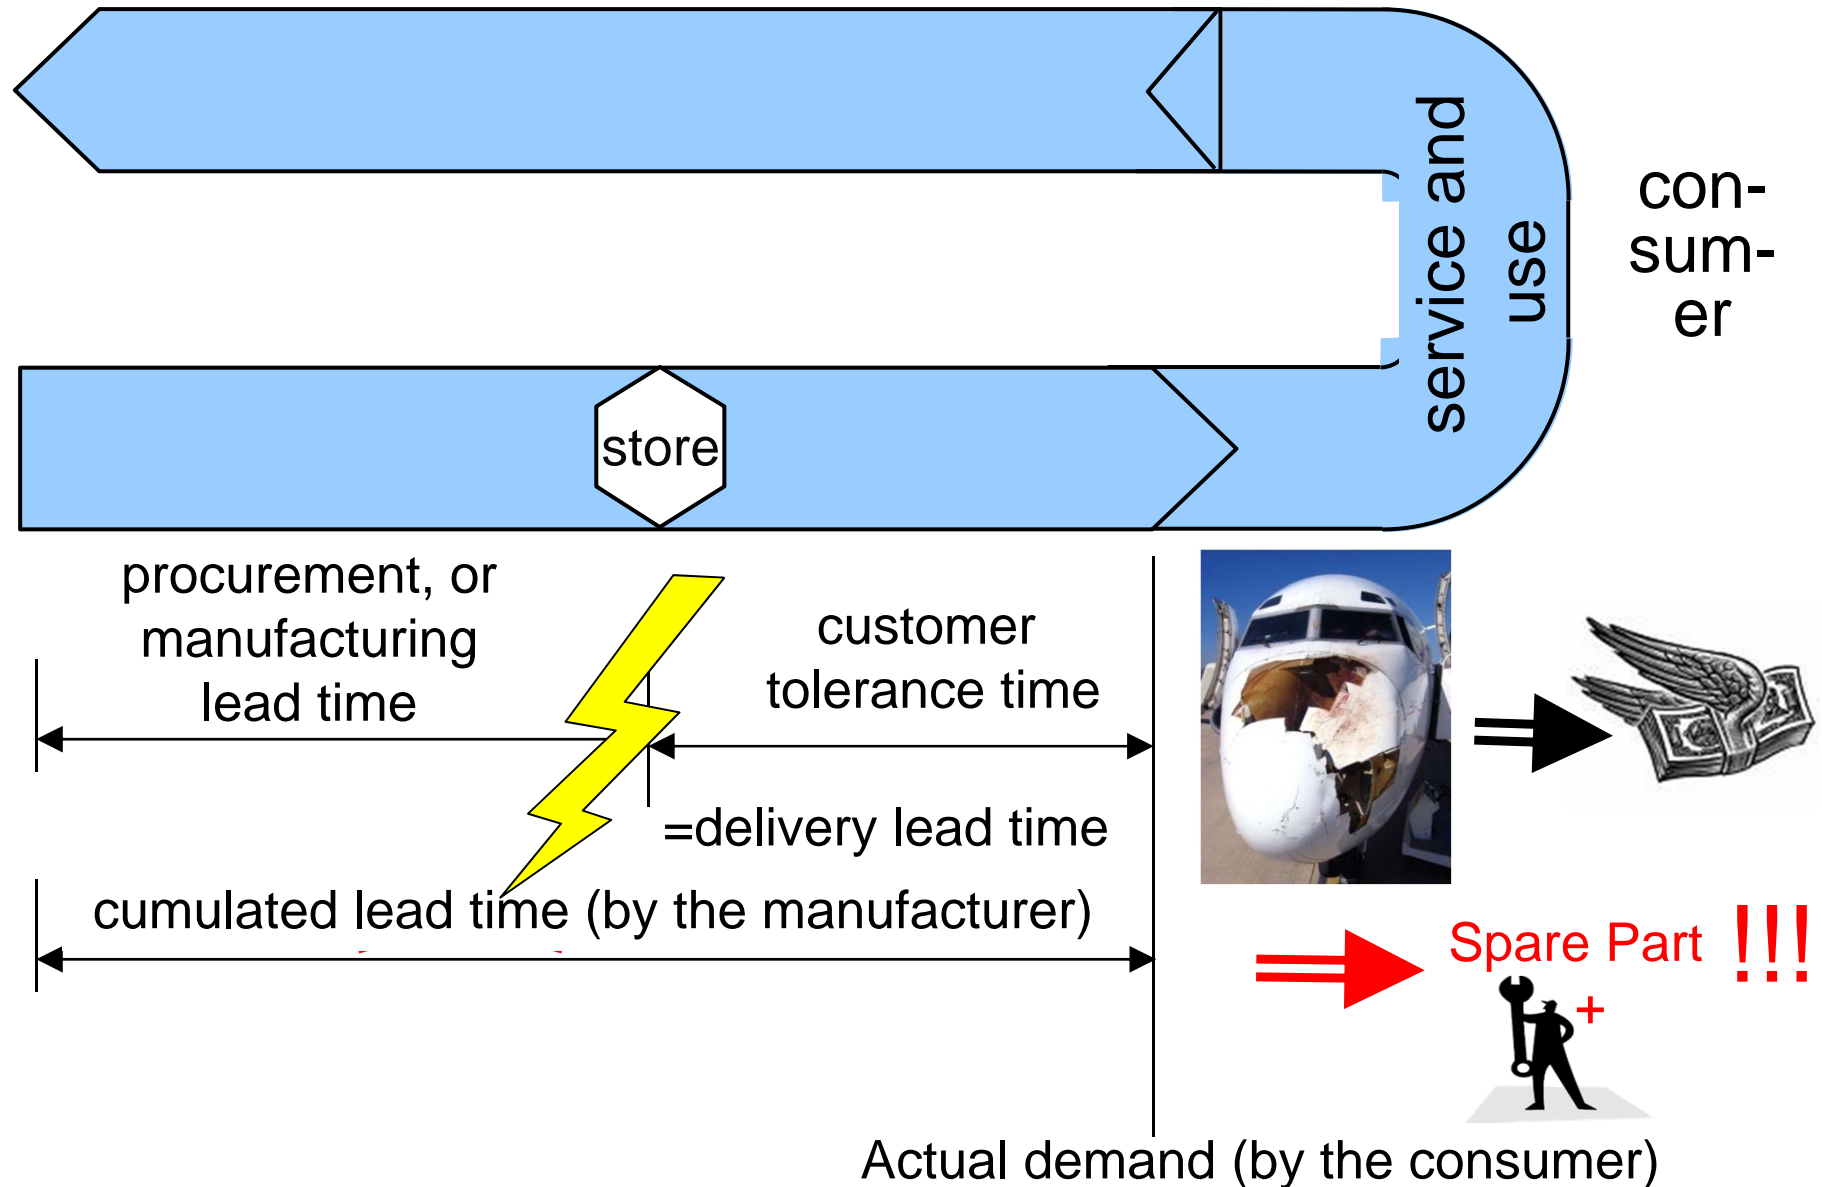 service and
use
con-
sum-
er
store
procurement, or
manufacturing
lead time
customer
tolerance time
=delivery lead time
cumulated lead time (by the manufacturer)
Spare Part !!!
+
Actual demand (by the consumer)